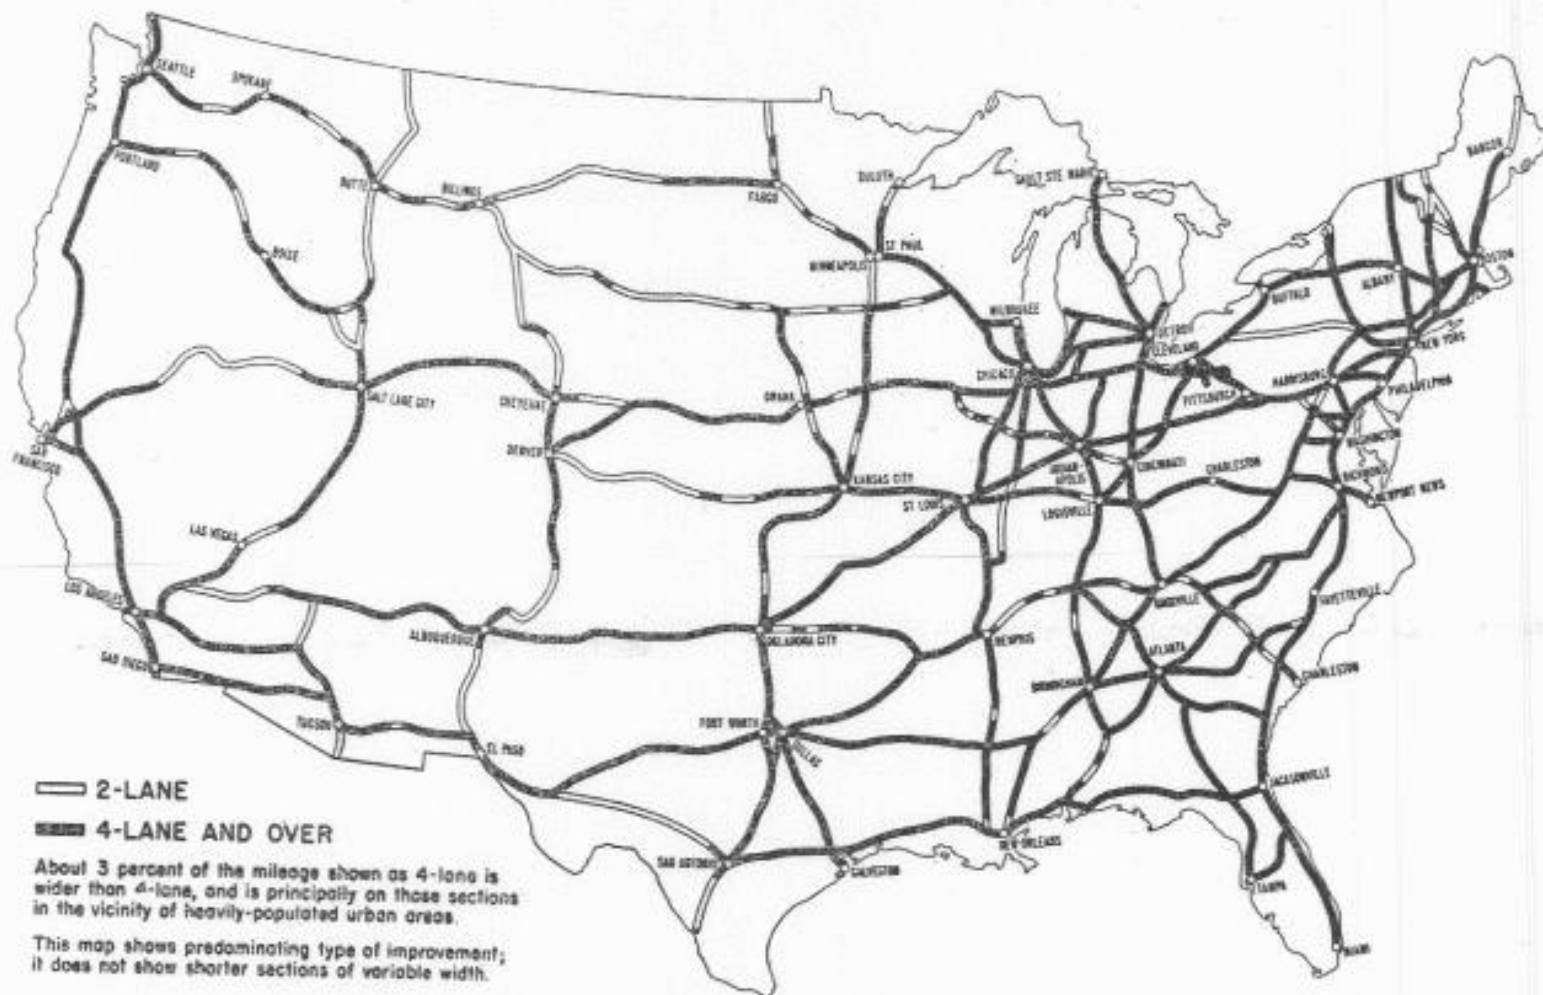 SEATTLE
SPOKANE
PORTLAND
BUTTE
BILLINGS
FARGO
DULUTH
SAULT STE MARIE
BANGOR
BOISE
ST PAUL
MINNEAPOLIS
MILWAUKEE
DETROIT
BUFFALO
ALBANY
BOSTON
CLEVELAND
NEW YORK
CHICAGO
HARRISBURG
PITTSBURGH
PHILADELPHIA
SALT LAKE CITY
CHEYENNE
OMAHA
WASHINGTON
SAN
FRANCISCO
DENVER
KANSAS CITY
INDIAN-
APOLIS
CINCINNATI
CHARLESTON
RICHMOND
NEWPORT NEWS
ST LOUIS
LOUISVILLE
LAS VEGAS
LOS ANGELES
ALBUQUERQUE
OKLAHOMA CITY
MEMPHIS
FAYETTEVILLE
SAN DIEGO
ATLANTA
BIRMINGHAM
CHARLESTON
TUCSON
EL PASO
FORT WORTH
DALLAS
JACKSONVILLE
SAN ANTONIO
GALVESTON
NEW ORLEANS
TAMPA
MIAMI
2-LANE
4-LANE AND OVER
About 3 percent of the mileage shown as 4-lane is
wider than 4-lane, and is principally on those sections
in the vicinity of heavily-populated urban areas.
This map shows predominating type of improvement;
it does not show shorter sections of variable width.